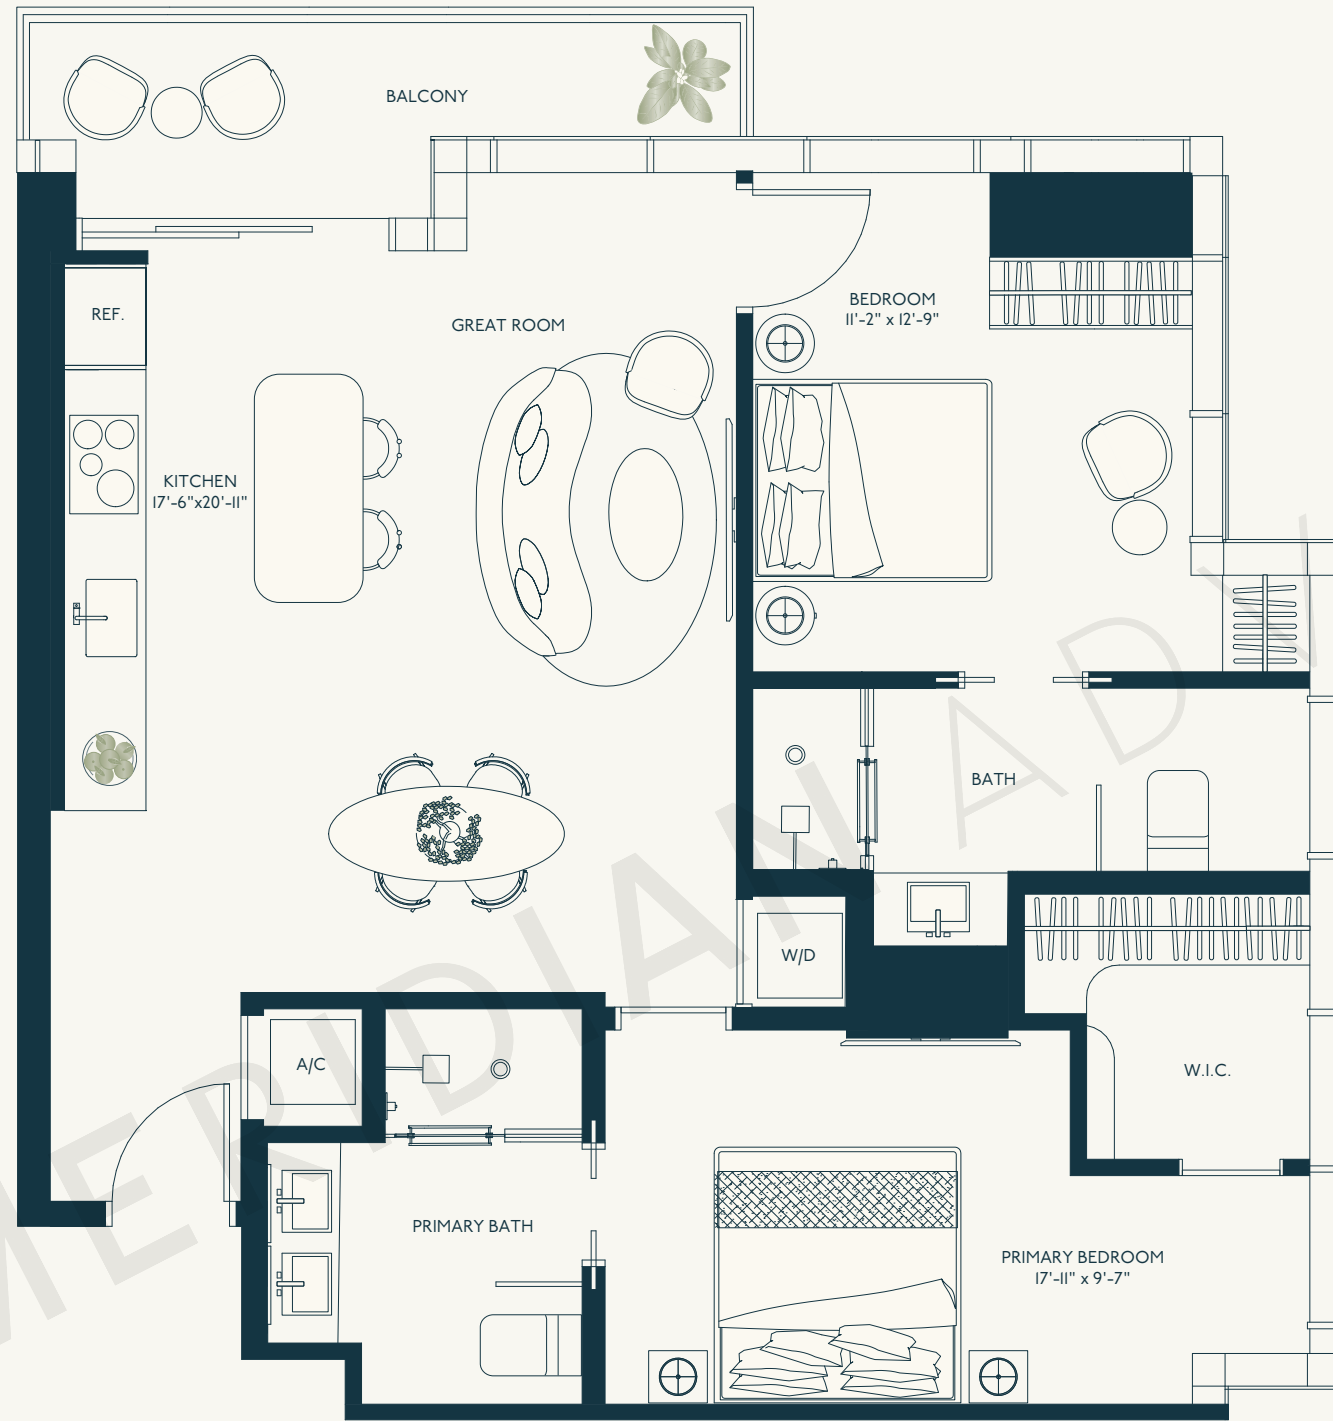 BALCONY
REF.
GREAT ROOM
BEDROOM
11'-2" x 12'-9"
KITCHEN
17'-6"x20'-11"
BATH
W/D
A/C
W.I.C.
PRIMARY BATH
PRIMARY BEDROOM
17'-11" x 9'-7"
MERIDIAN ADV